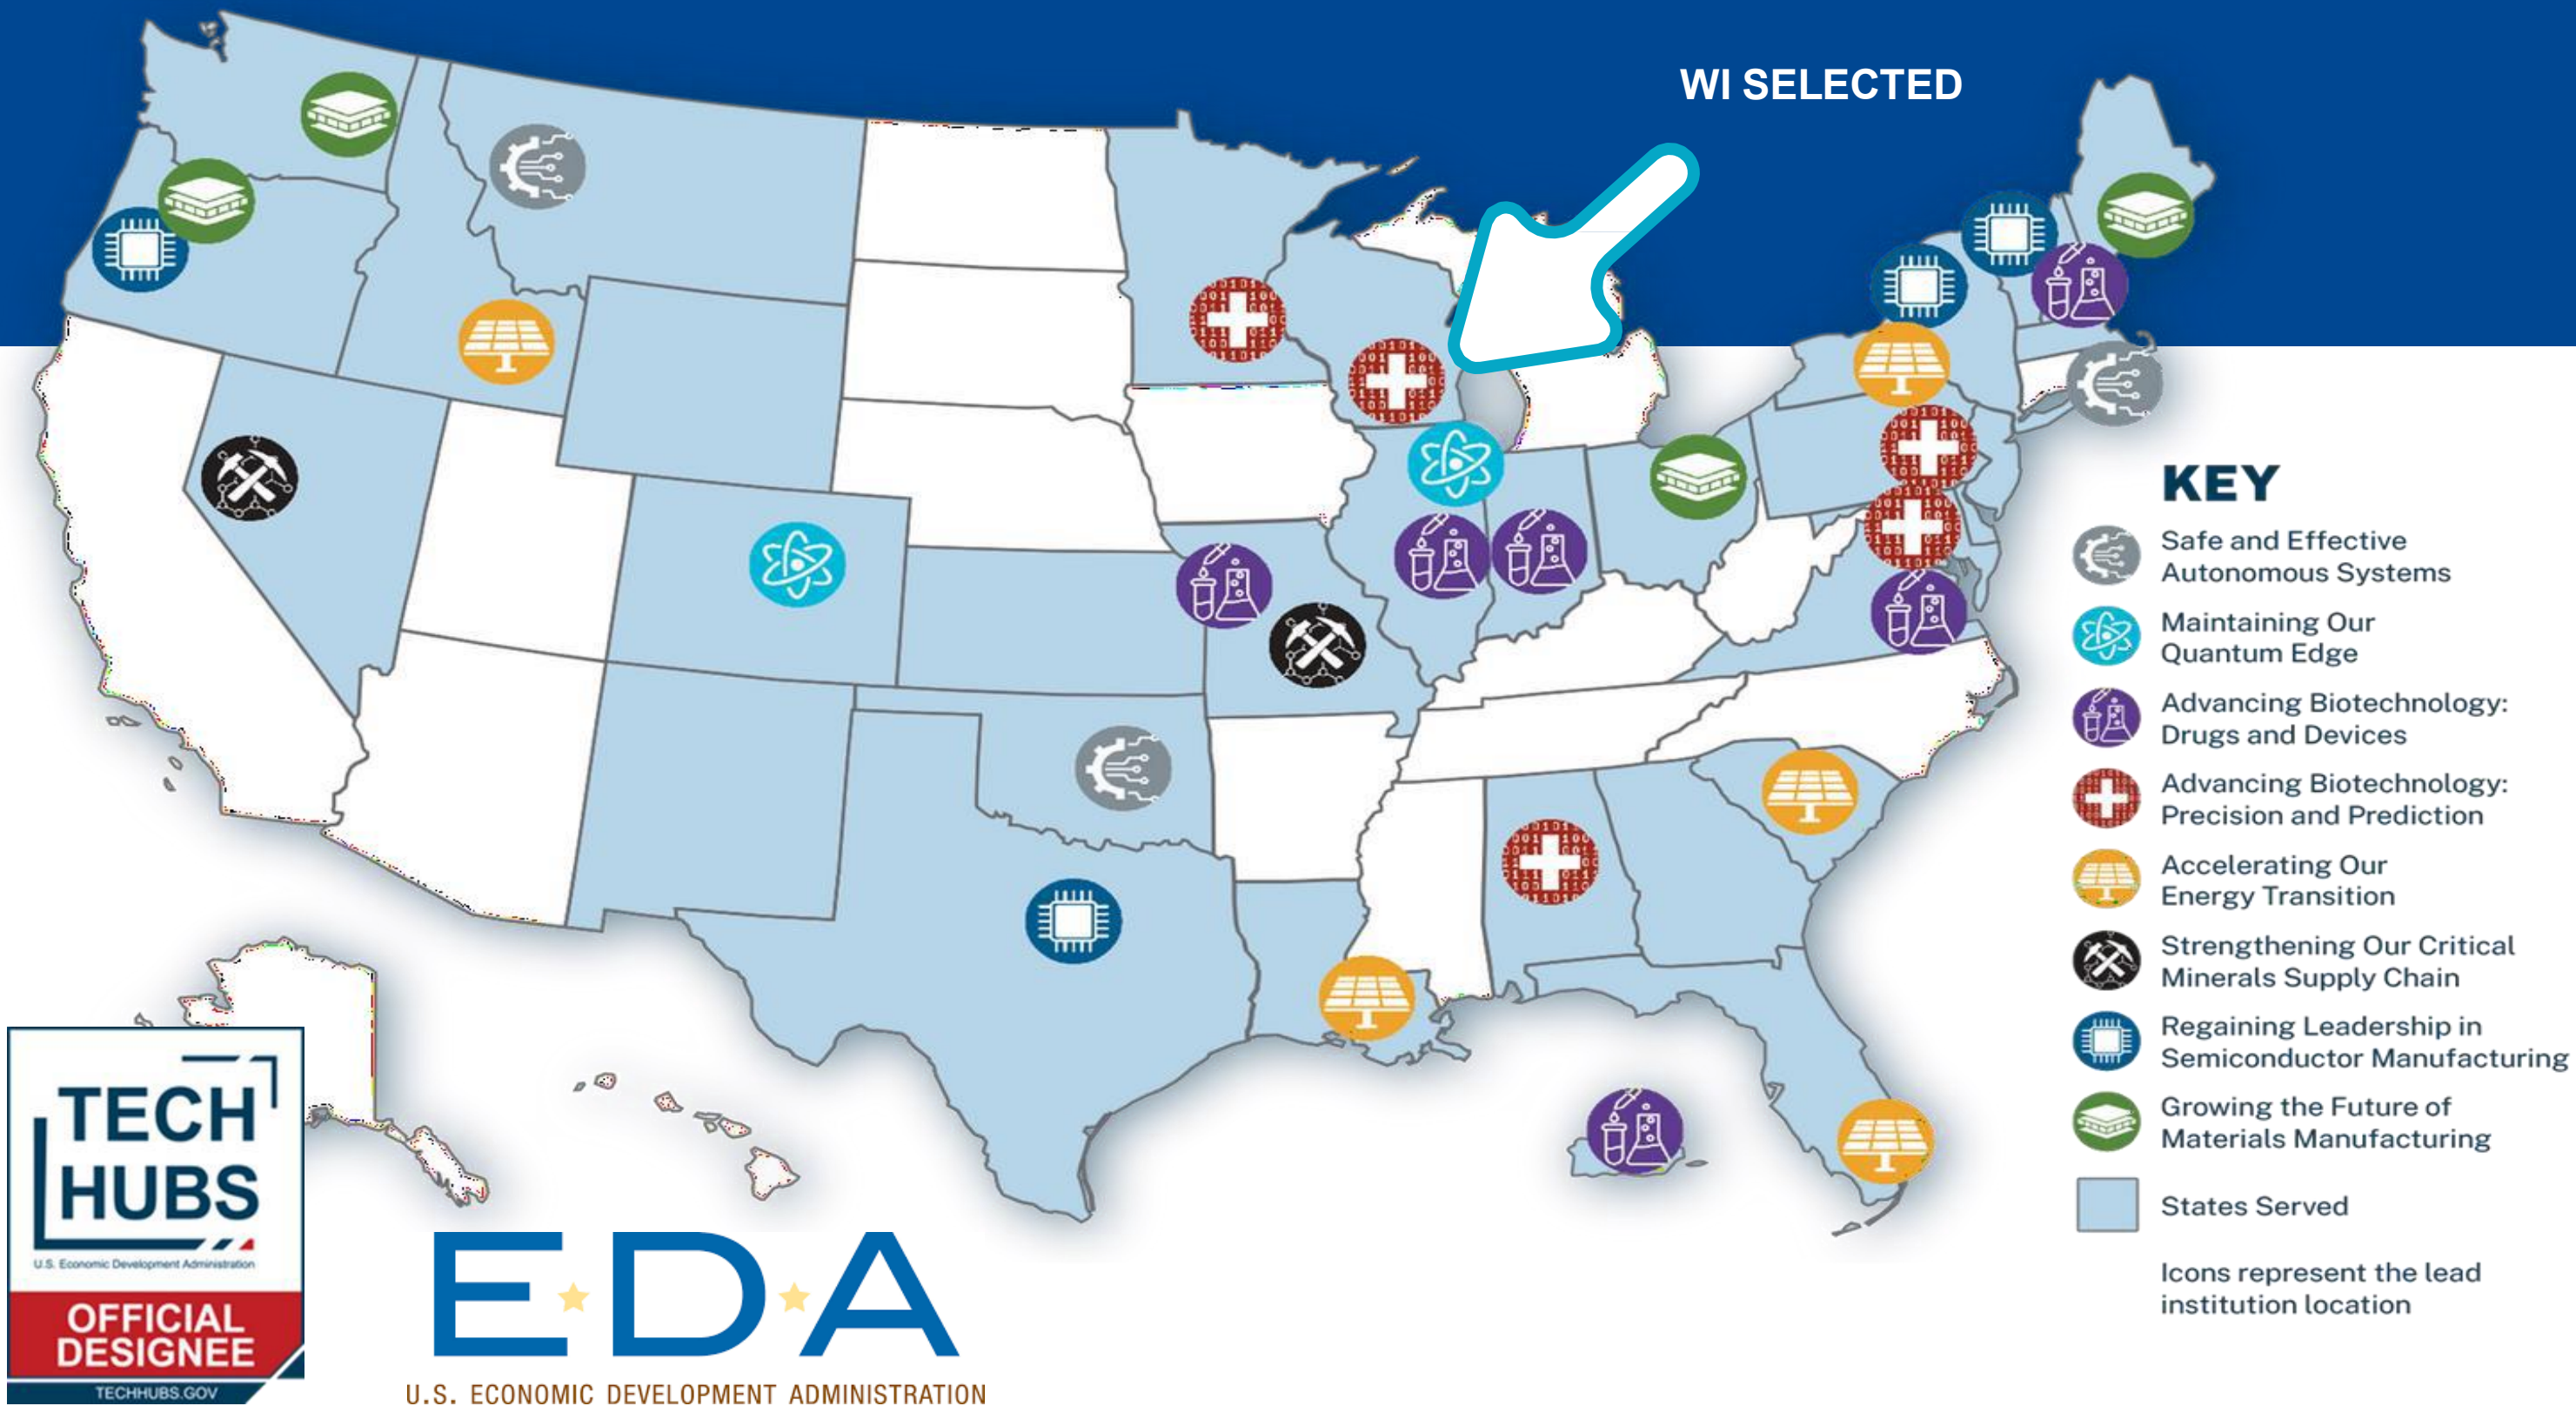 WI SELECTED
KEY
Safe and Effective
Autonomous Systems
Maintaining Our
Quantum Edge
Advancing Biotechnology:
Drugs and Devices
Advancing Biotechnology:
Precision and Prediction
Accelerating Our
Energy Transition
Strengthening Our Critical
Minerals Supply Chain
Regaining Leadership in
Semiconductor Manufacturing
Growing the Future of
Materials Manufacturing
States Served
Icons represent the lead
institution location
TECH
HUBS
U.S. Economic Development Administration
OFFICIAL
DESIGNEE
TECHHUBS.GOV
EDA
U.S. ECONOMIC DEVELOPMENT ADMINISTRATION